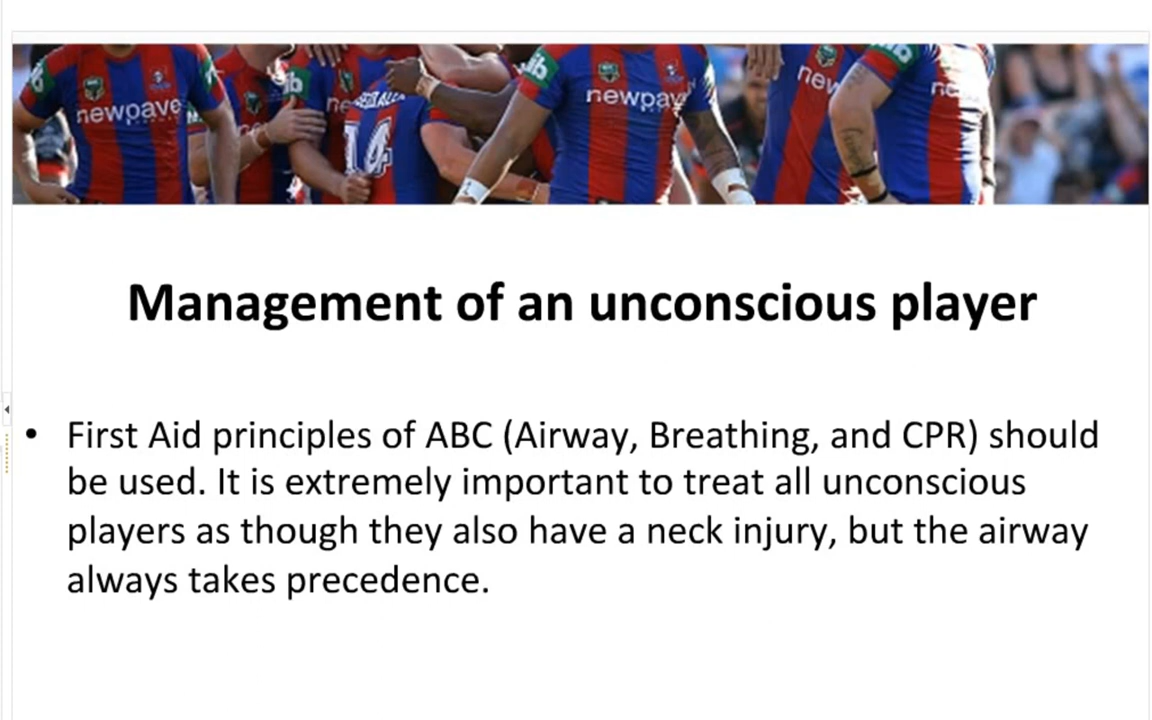 newpave
14
newpav
new
Management of an unconscious player
• First Aid principles of ABC (Airway, Breathing, and CPR) should
be used. It is extremely important to treat all unconscious
players as though they also have a neck injury, but the airway
always takes precedence.